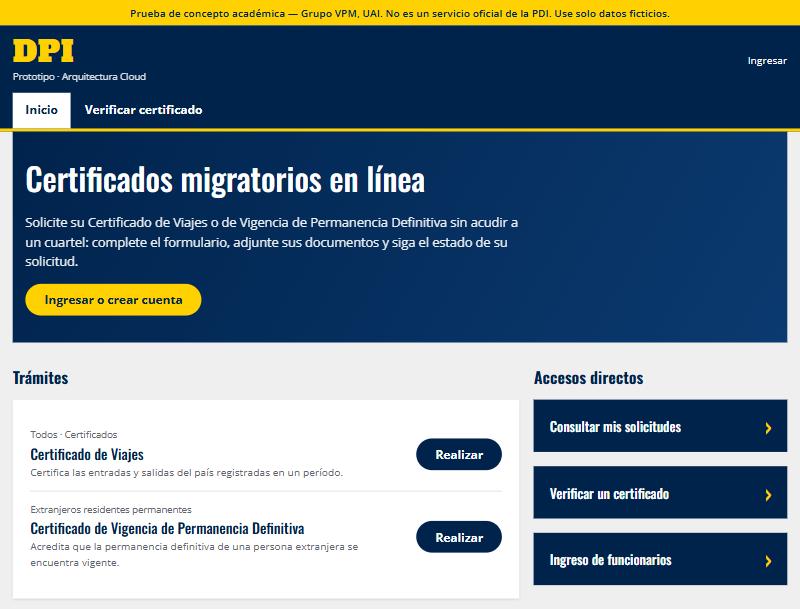 Prueba de concepto académica — Grupo VPM, UAI. No es un servicio oficial de la PDI. Use solo datos ficticios.
DPI
Prototipo · Arquitectura Cloud
Ingresar
Inicio
Verificar certificado
Certificados migratorios en línea
Solicite su Certificado de Viajes o de Vigencia de Permanencia Definitiva sin acudir a
un cuartel: complete el formulario, adjunte sus documentos y siga el estado de su
solicitud.
Ingresar o crear cuenta
Trámites
Todos · Certificados
Certificado de Viajes
Certifica las entradas y salidas del país registradas en un período.
Realizar
Extranjeros residentes permanentes
Certificado de Vigencia de Permanencia Definitiva
Acredita que la permanencia definitiva de una persona extranjera se
encuentra vigente.
Realizar
Accesos directos
Consultar mis solicitudes
Verificar un certificado
Ingreso de funcionarios